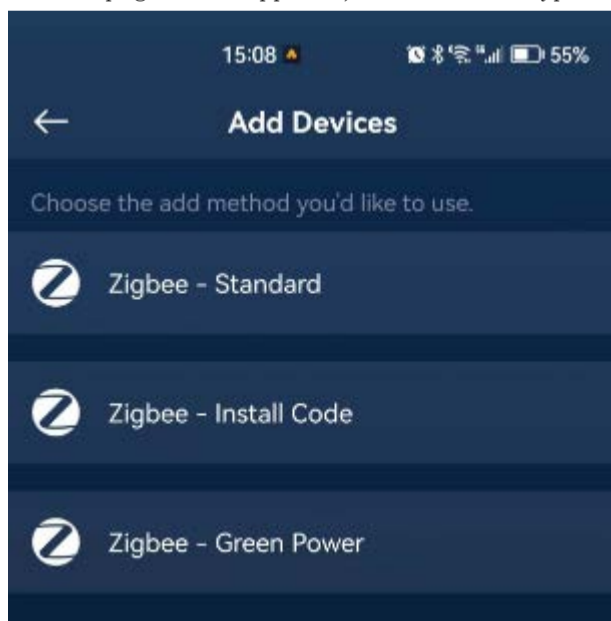 15:08 55%
Add Devices
Choose the add method you'd like to use.
Zigbee - Standard
Zigbee - Install Code
Zigbee - Green Power